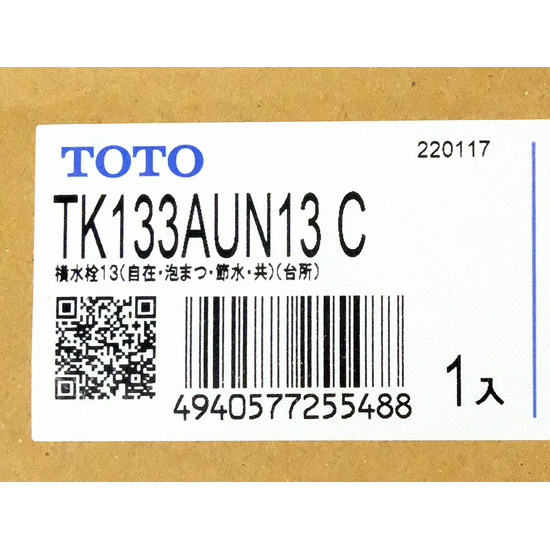 TOTO
220117
TK133AUN13 C
横水栓13(自在・泡まつ・節水・共)(台所)
4940577255488
1入